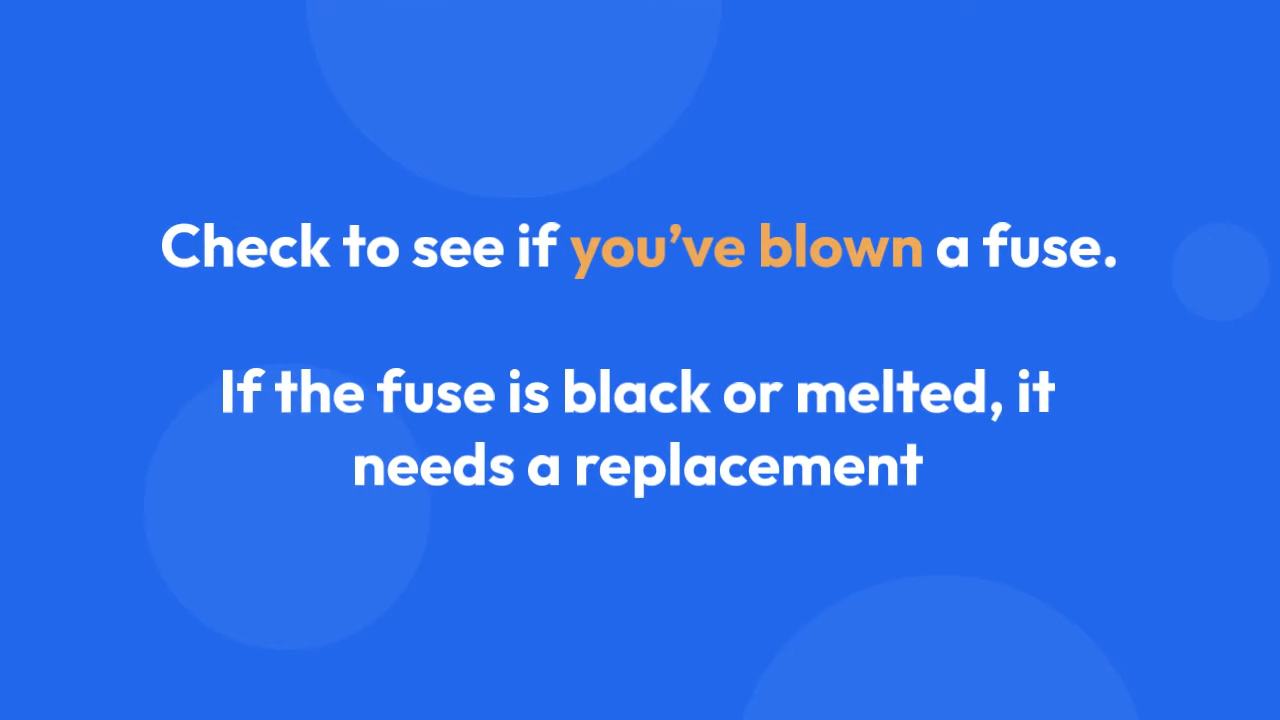 Check to see if you’ve blown a fuse.
If the fuse is black or melted, it
needs a replacement